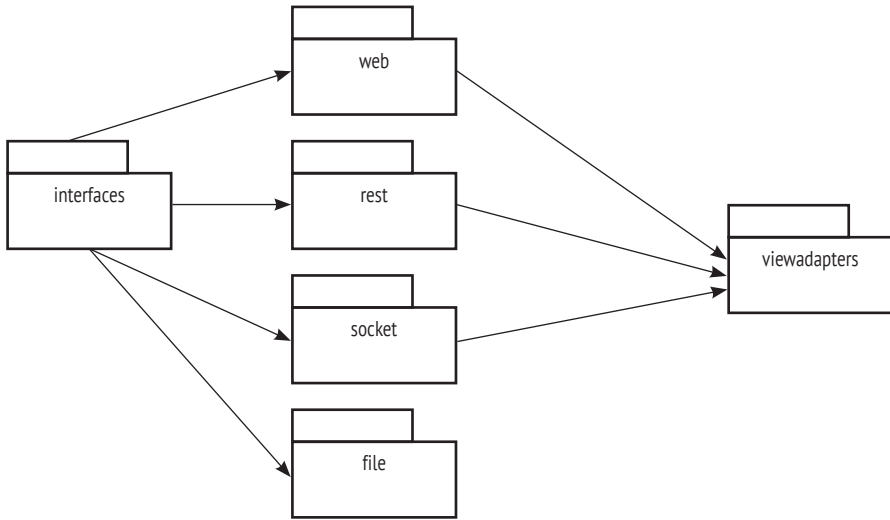 web
interfaces
rest
viewadapters
socket
file